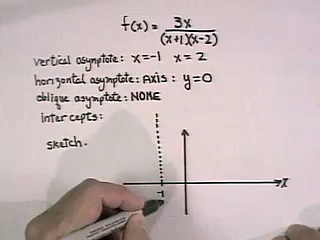 f(x) = 3x / (x+1)(x-2)
vertical asymptote: x=-1 x=2
horizontal asymptote: AXIS: y=0
oblique asymptote: NONE
intercepts:
sketch.
-1
x